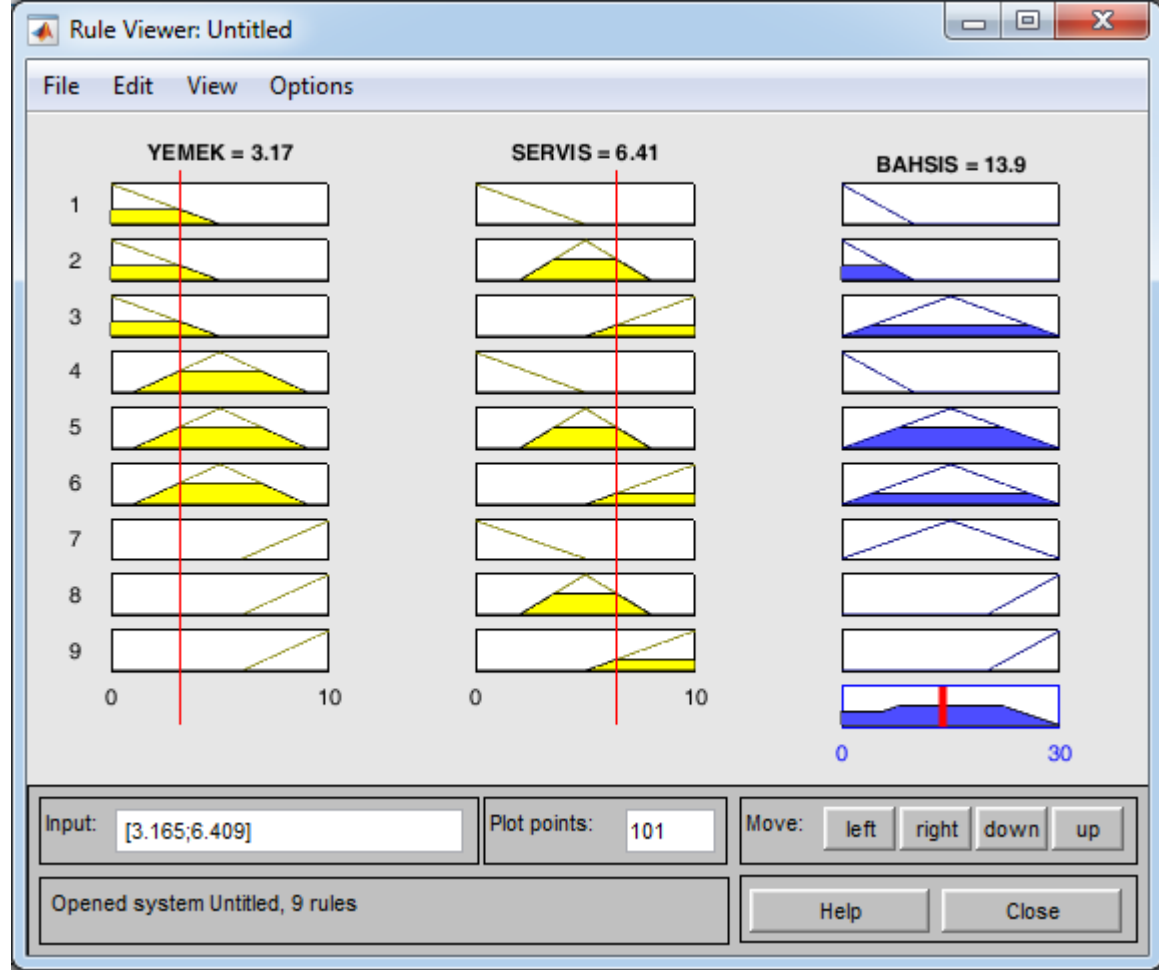 Rule Viewer: Untitled
File Edit View Options
YEMEK = 3.17 SERVIS = 6.41 BAHSIS = 13.9
1
2
3
4
5
6
7
8
9
0 10 0 10
0 30
Input: [3.165;6.409] Plot points: 101 Move: left right down up
Opened system Untitled, 9 rules Help Close